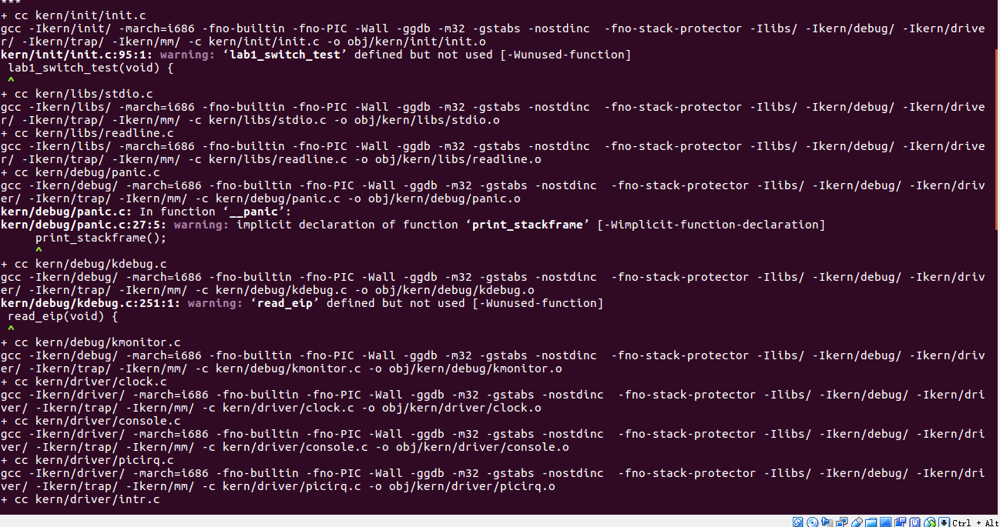 ***
+ cc kern/init/init.c
gcc -Ikern/init/ -march=i686 -fno-builtin -fno-PIC -Wall -ggdb -m32 -gstabs -nostdinc  -fno-stack-protector -Ilibs/ -Ikern/debug/ -Ikern/drive
r/ -Ikern/trap/ -Ikern/mm/ -c kern/init/init.c -o obj/kern/init/init.o
kern/init/init.c:95:1: warning: ‘lab1_switch_test’ defined but not used [-Wunused-function]
 lab1_switch_test(void) {
 ^
+ cc kern/libs/stdio.c
gcc -Ikern/libs/ -march=i686 -fno-builtin -fno-PIC -Wall -ggdb -m32 -gstabs -nostdinc  -fno-stack-protector -Ilibs/ -Ikern/debug/ -Ikern/drive
r/ -Ikern/trap/ -Ikern/mm/ -c kern/libs/stdio.c -o obj/kern/libs/stdio.o
+ cc kern/libs/readline.c
gcc -Ikern/libs/ -march=i686 -fno-builtin -fno-PIC -Wall -ggdb -m32 -gstabs -nostdinc  -fno-stack-protector -Ilibs/ -Ikern/debug/ -Ikern/drive
r/ -Ikern/trap/ -Ikern/mm/ -c kern/libs/readline.c -o obj/kern/libs/readline.o
+ cc kern/debug/panic.c
gcc -Ikern/debug/ -march=i686 -fno-builtin -fno-PIC -Wall -ggdb -m32 -gstabs -nostdinc  -fno-stack-protector -Ilibs/ -Ikern/debug/ -Ikern/driv
er/ -Ikern/trap/ -Ikern/mm/ -c kern/debug/panic.c -o obj/kern/debug/panic.o
kern/debug/panic.c: In function ‘__panic’:
kern/debug/panic.c:27:5: warning: implicit declaration of function ‘print_stackframe’ [-Wimplicit-function-declaration]
     print_stackframe();
     ^
+ cc kern/debug/kdebug.c
gcc -Ikern/debug/ -march=i686 -fno-builtin -fno-PIC -Wall -ggdb -m32 -gstabs -nostdinc  -fno-stack-protector -Ilibs/ -Ikern/debug/ -Ikern/driv
er/ -Ikern/trap/ -Ikern/mm/ -c kern/debug/kdebug.c -o obj/kern/debug/kdebug.o
kern/debug/kdebug.c:251:1: warning: ‘read_eip’ defined but not used [-Wunused-function]
 read_eip(void) {
 ^
+ cc kern/debug/kmonitor.c
gcc -Ikern/debug/ -march=i686 -fno-builtin -fno-PIC -Wall -ggdb -m32 -gstabs -nostdinc  -fno-stack-protector -Ilibs/ -Ikern/debug/ -Ikern/driv
er/ -Ikern/trap/ -Ikern/mm/ -c kern/debug/kmonitor.c -o obj/kern/debug/kmonitor.o
+ cc kern/driver/clock.c
gcc -Ikern/driver/ -march=i686 -fno-builtin -fno-PIC -Wall -ggdb -m32 -gstabs -nostdinc  -fno-stack-protector -Ilibs/ -Ikern/debug/ -Ikern/dri
ver/ -Ikern/trap/ -Ikern/mm/ -c kern/driver/clock.c -o obj/kern/driver/clock.o
+ cc kern/driver/console.c
gcc -Ikern/driver/ -march=i686 -fno-builtin -fno-PIC -Wall -ggdb -m32 -gstabs -nostdinc  -fno-stack-protector -Ilibs/ -Ikern/debug/ -Ikern/dri
ver/ -Ikern/trap/ -Ikern/mm/ -c kern/driver/console.c -o obj/kern/driver/console.o
+ cc kern/driver/picirq.c
gcc -Ikern/driver/ -march=i686 -fno-builtin -fno-PIC -Wall -ggdb -m32 -gstabs -nostdinc  -fno-stack-protector -Ilibs/ -Ikern/debug/ -Ikern/dri
ver/ -Ikern/trap/ -Ikern/mm/ -c kern/driver/picirq.c -o obj/kern/driver/picirq.o
+ cc kern/driver/intr.c
Ctrl + Alt